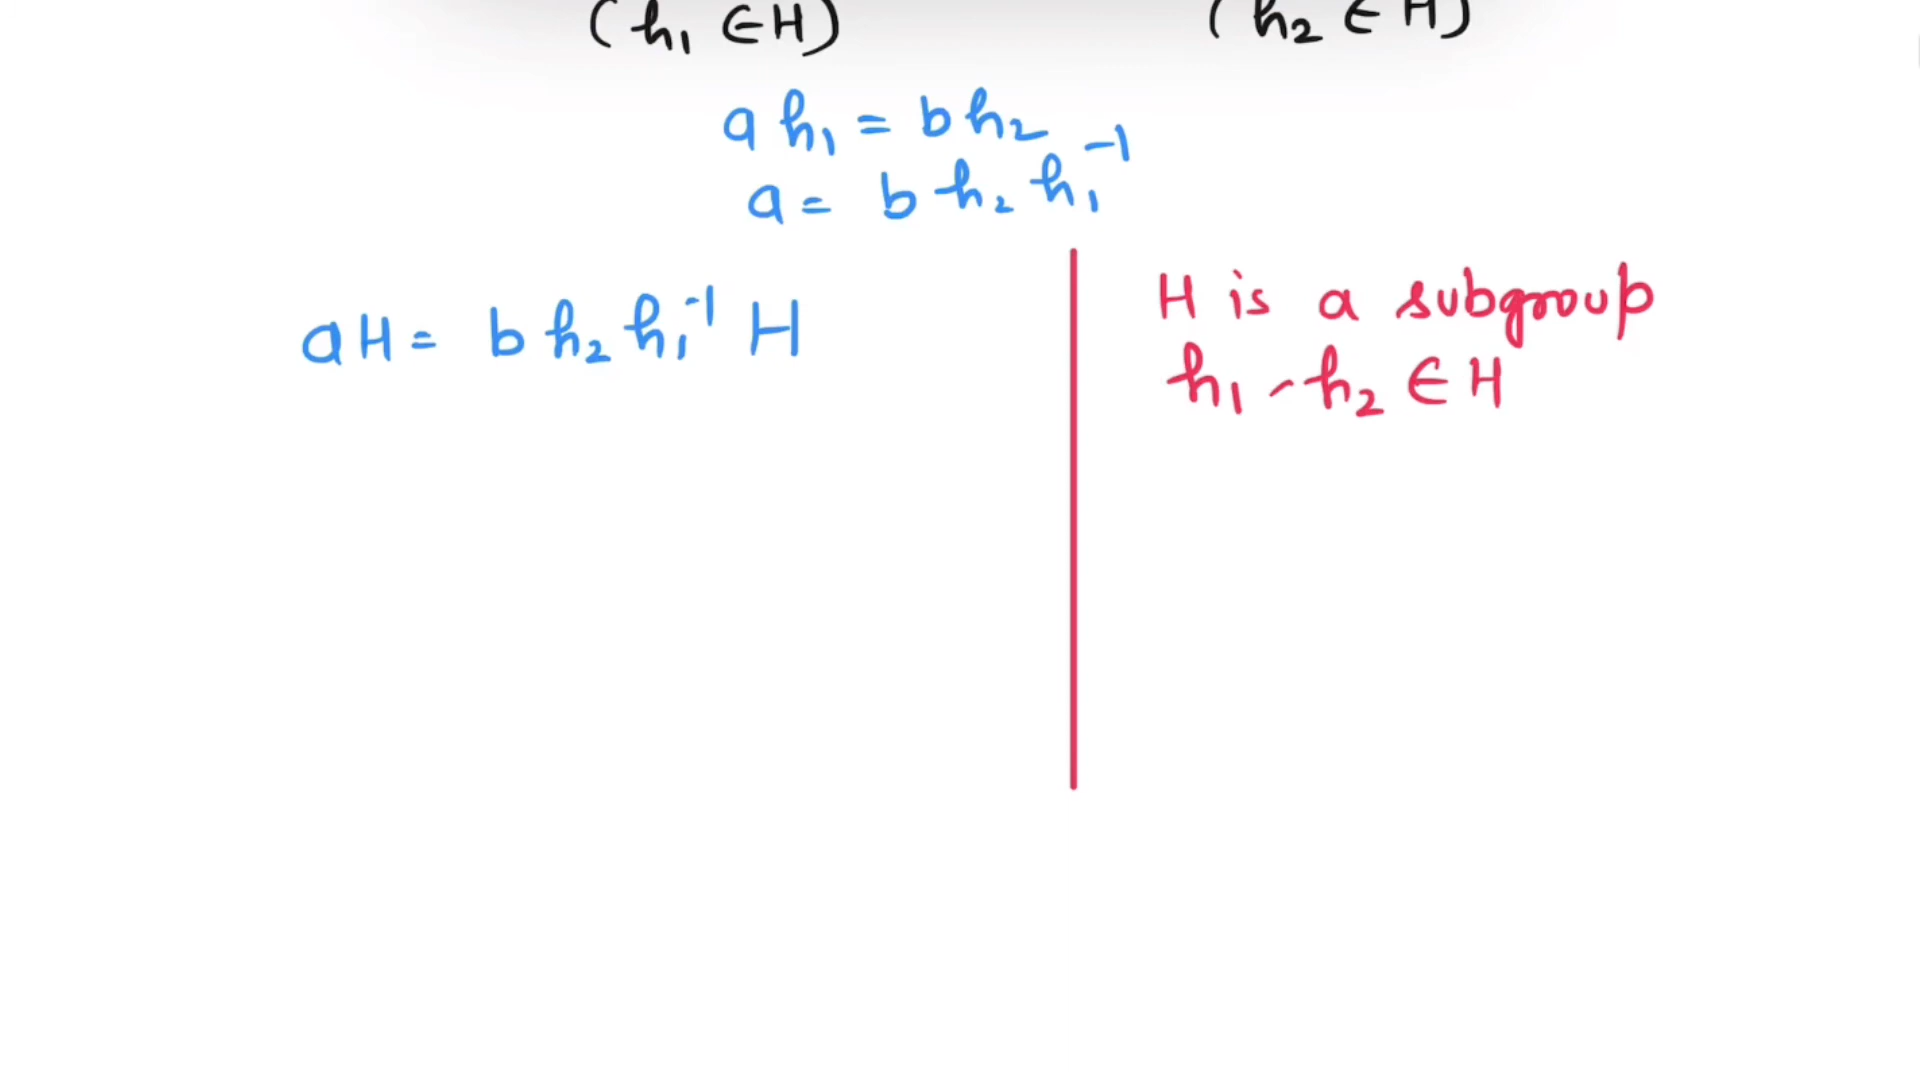 (h₁ ∈ H) (h₂ ∈ H)
a h₁ = b h₂
a = b h₂ h₁⁻¹
aH = b h₂ h₁⁻¹ H
H is a subgroup
h₁, h₂ ∈ H